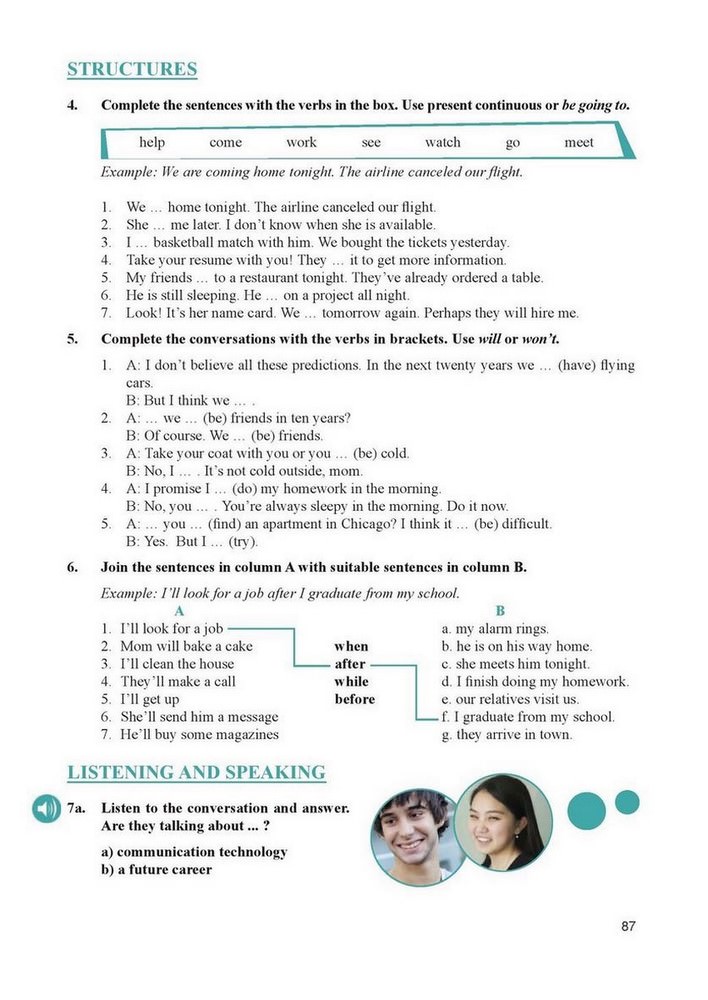 STRUCTURES
4. Complete the sentences with the verbs in the box. Use present continuous or be going to.
help come work see watch go meet
Example: We are coming home tonight. The airline canceled our flight.
1. We ... home tonight. The airline canceled our flight.
2. She ... me later. I don't know when she is available.
3. I ... basketball match with him. We bought the tickets yesterday.
4. Take your resume with you! They ... it to get more information.
5. My friends ... to a restaurant tonight. They've already ordered a table.
6. He is still sleeping. He ... on a project all night.
7. Look! It's her name card. We ... tomorrow again. Perhaps they will hire me.
5. Complete the conversations with the verbs in brackets. Use will or won't.
1. A: I don't believe all these predictions. In the next twenty years we ... (have) flying
cars.
B: But I think we ... .
2. A: ... we ... (be) friends in ten years?
B: Of course. We ... (be) friends.
3. A: Take your coat with you or you ... (be) cold.
B: No, I ... . It's not cold outside, mom.
4. A: I promise I ... (do) my homework in the morning.
B: No, you ... . You're always sleepy in the morning. Do it now.
5. A: ... you ... (find) an apartment in Chicago? I think it ... (be) difficult.
B: Yes. But I ... (try).
6. Join the sentences in column A with suitable sentences in column B.
Example: I'll look for a job after I graduate from my school.
A B
1. I'll look for a job a. my alarm rings.
2. Mom will bake a cake when b. he is on his way home.
3. I'll clean the house after c. she meets him tonight.
4. They'll make a call while d. I finish doing my homework.
5. I'll get up before e. our relatives visit us.
6. She'll send him a message f. I graduate from my school.
7. He'll buy some magazines g. they arrive in town.
LISTENING AND SPEAKING
7a. Listen to the conversation and answer.
Are they talking about ... ?
a) communication technology
b) a future career
87